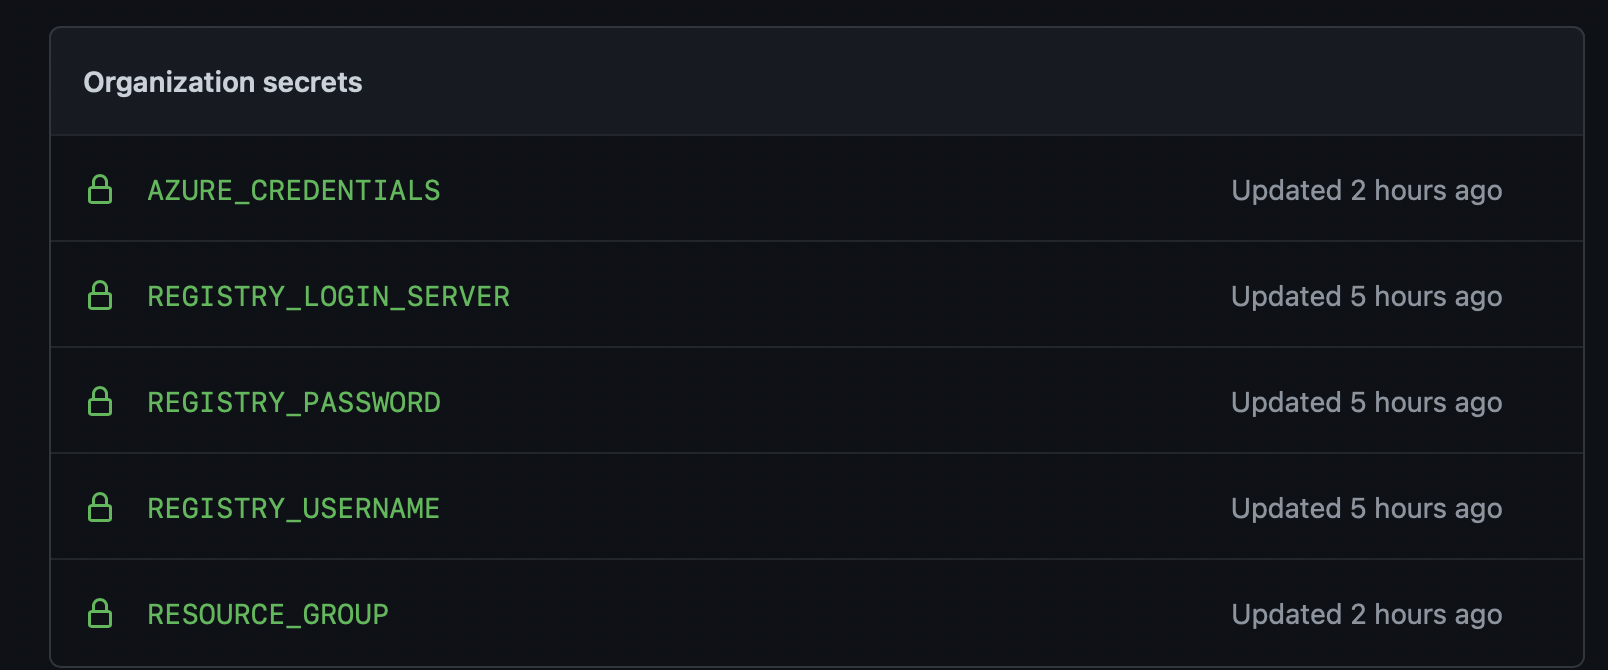 Organization secrets
AZURE_CREDENTIALS Updated 2 hours ago
REGISTRY_LOGIN_SERVER Updated 5 hours ago
REGISTRY_PASSWORD Updated 5 hours ago
REGISTRY_USERNAME Updated 5 hours ago
RESOURCE_GROUP Updated 2 hours ago